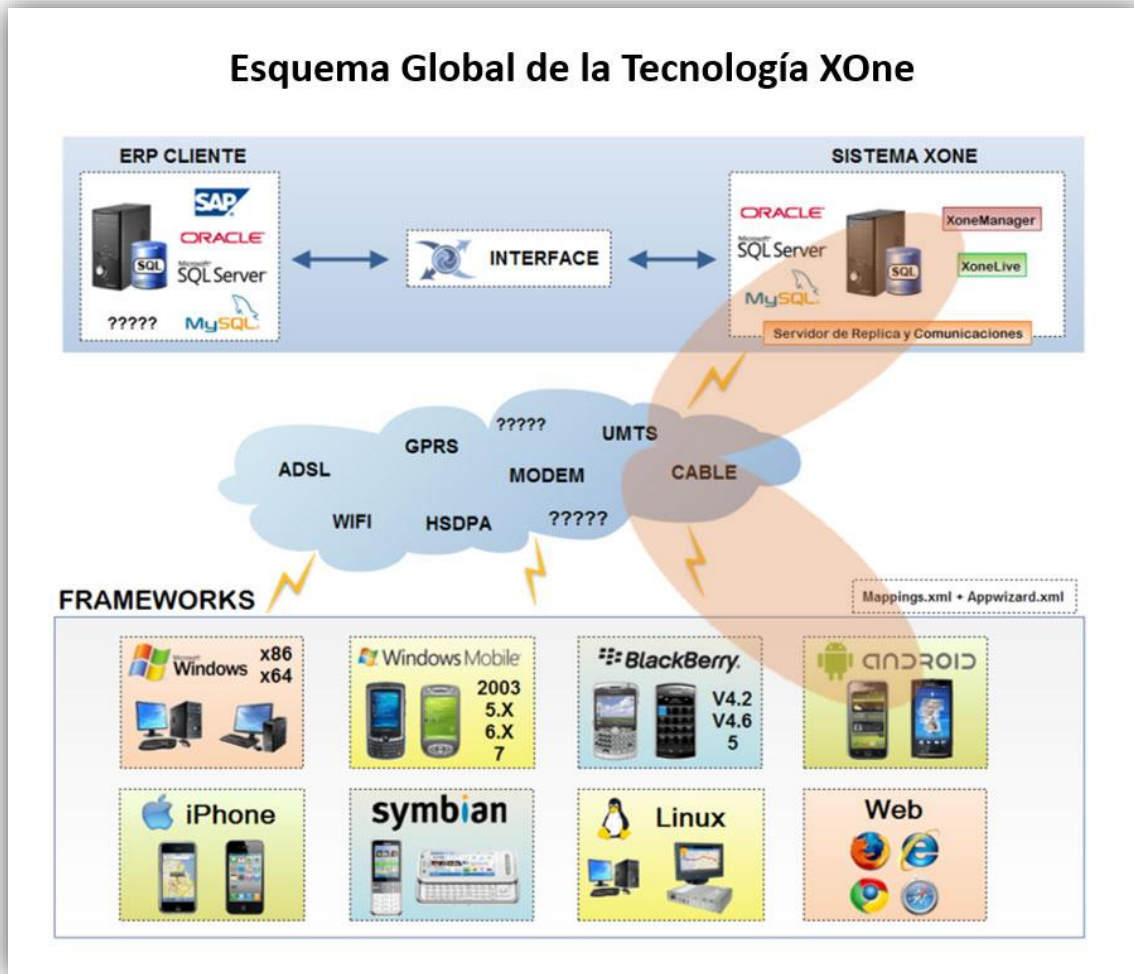 Esquema Global de la Tecnología XOne
ERP CLIENTE
SAP
ORACLE
SQL
Microsoft
SQL Server
?????
MySQL
INTERFACE
SISTEMA XONE
ORACLE
Microsoft
SQL Server
MySQL
SQL
XoneManager
XoneLive
Servidor de Replica y Comunicaciones
?????
UMTS
GPRS
ADSL
MODEM
CABLE
WIFI
HSDPA
?????
FRAMEWORKS
Mappings.xml + Appwizard.xml
Microsoft
Windows
x86
x64
Windows Mobile
2003
5.X
6.X
7
BlackBerry
V4.2
V4.6
5
ANDROID
iPhone
symbian
Linux
Web